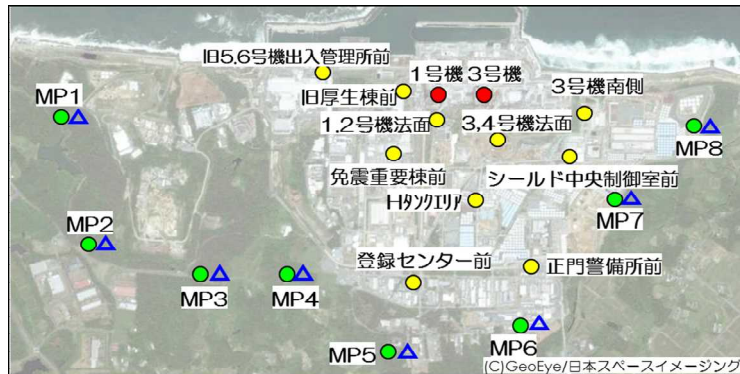 旧5.6号機出入管理所前
1号機 3号機
3号機南側
MP1
旧厚生棟前
1.2号機法面
3,4号機法面
MP8
免震重要棟前
シールド中央制御室前
Hタンクエリア
MP7
MP2
登録センター前
正門警備所前
MP3
MP4
MP5
MP6
(C)GeoEye/日本スペースイメージング